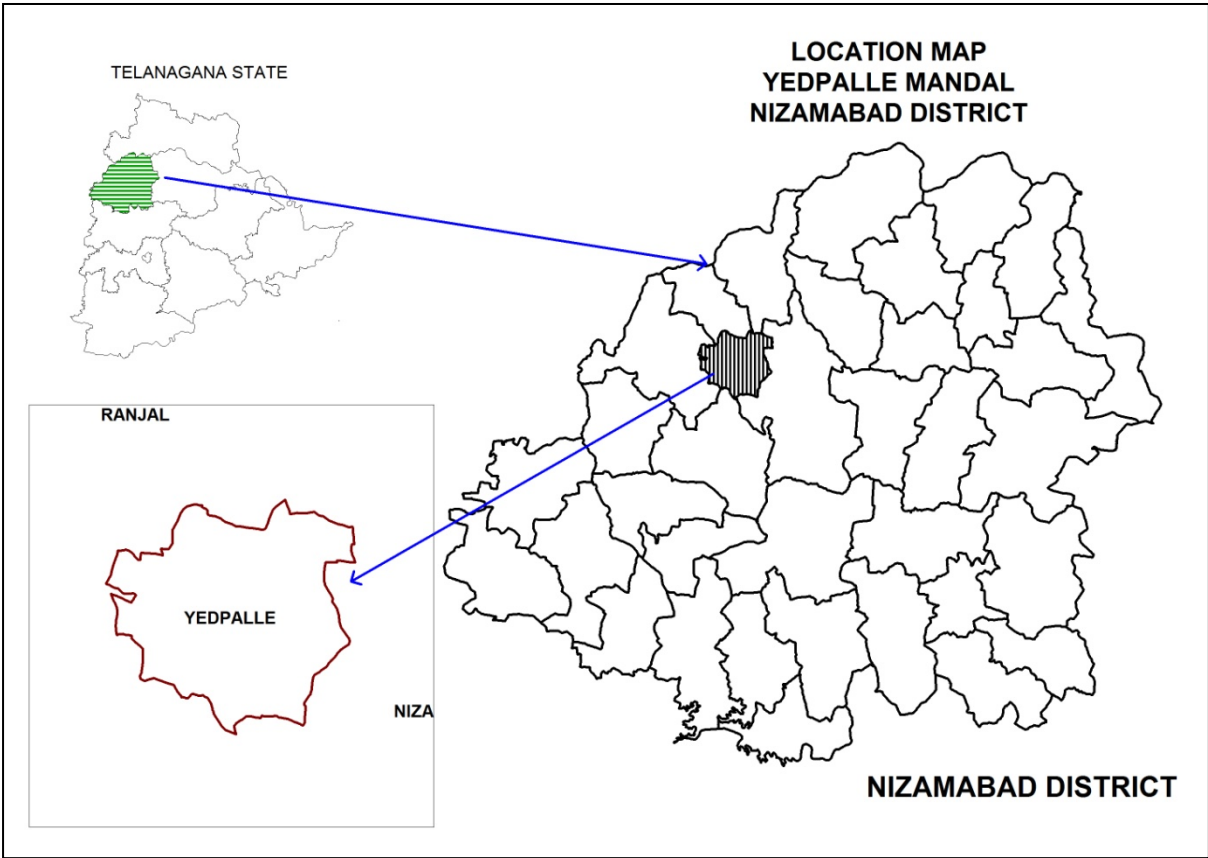 TELANAGANA STATE
LOCATION MAP
YEDPALLE MANDAL
NIZAMABAD DISTRICT
RANJAL
YEDPALLE
NIZA
NIZAMABAD DISTRICT